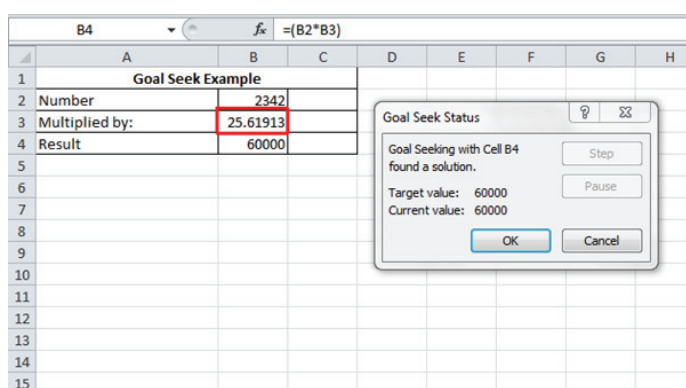 B4 fx =(B2*B3)
A B C D E F G H
1 Goal Seek Example
2 Number 2342
3 Multiplied by: 25.61913
4 Result 60000
5
6
7
8
9
10
11
12
13
14
15
Goal Seek Status
Goal Seeking with Cell B4
found a solution.
Target value: 60000
Current value: 60000
Step
Pause
OK Cancel